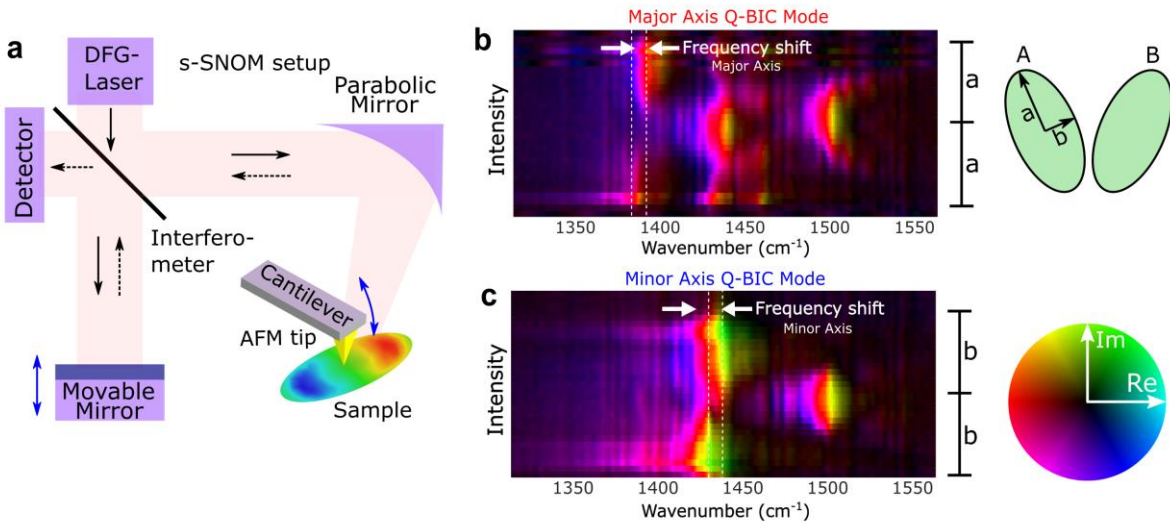 a
DFG-
Laser
s-SNOM setup
Parabolic
Mirror
Detector
Interfero-
meter
Cantilever
AFM tip
Movable
Mirror
Sample
b
Major Axis Q-BIC Mode
Frequency shift
Major Axis
Intensity
1350 1400 1450 1500 1550
Wavenumber (cm⁻¹)
a
a
A
B
a
b
c
Minor Axis Q-BIC Mode
Frequency shift
Minor Axis
Intensity
1350 1400 1450 1500 1550
Wavenumber (cm⁻¹)
b
b
Im
Re